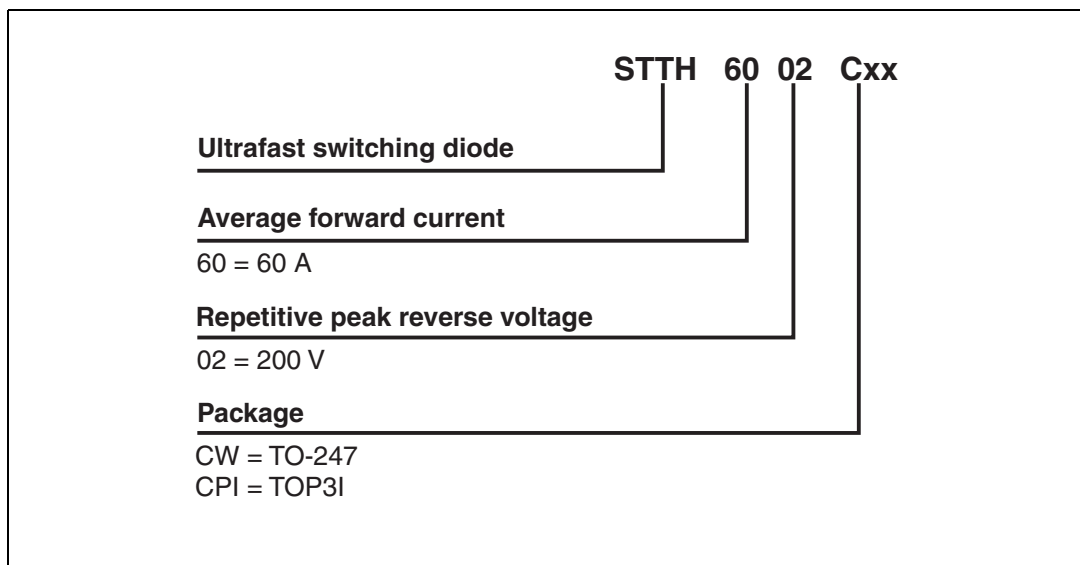 STTH 60 02 Cxx
Ultrafast switching diode
Average forward current
60 = 60 A
Repetitive peak reverse voltage
02 = 200 V
Package
CW = TO-247
CPI = TOP3I